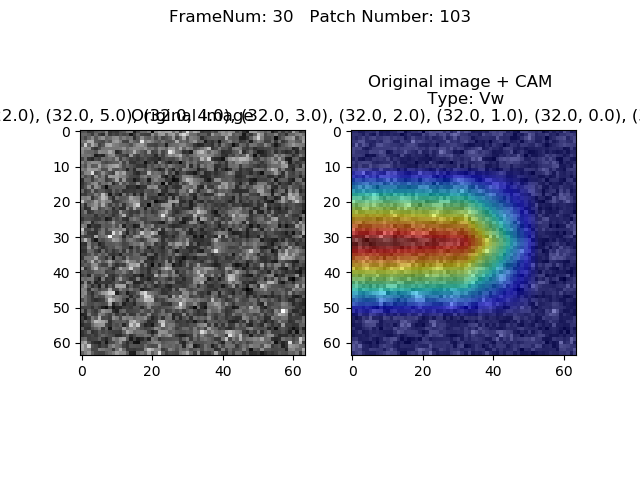 FrameNum: 30   Patch Number: 103
Original image + CAM
Type: Vw
2.0), (32.0, 5.0), (32.0, 4.0), (32.0, 3.0), (32.0, 2.0), (32.0, 1.0), (32.0, 0.0), (
Original image
0
10
20
30
40
50
60
0 20 40 60
0
10
20
30
40
50
60
0 20 40 60